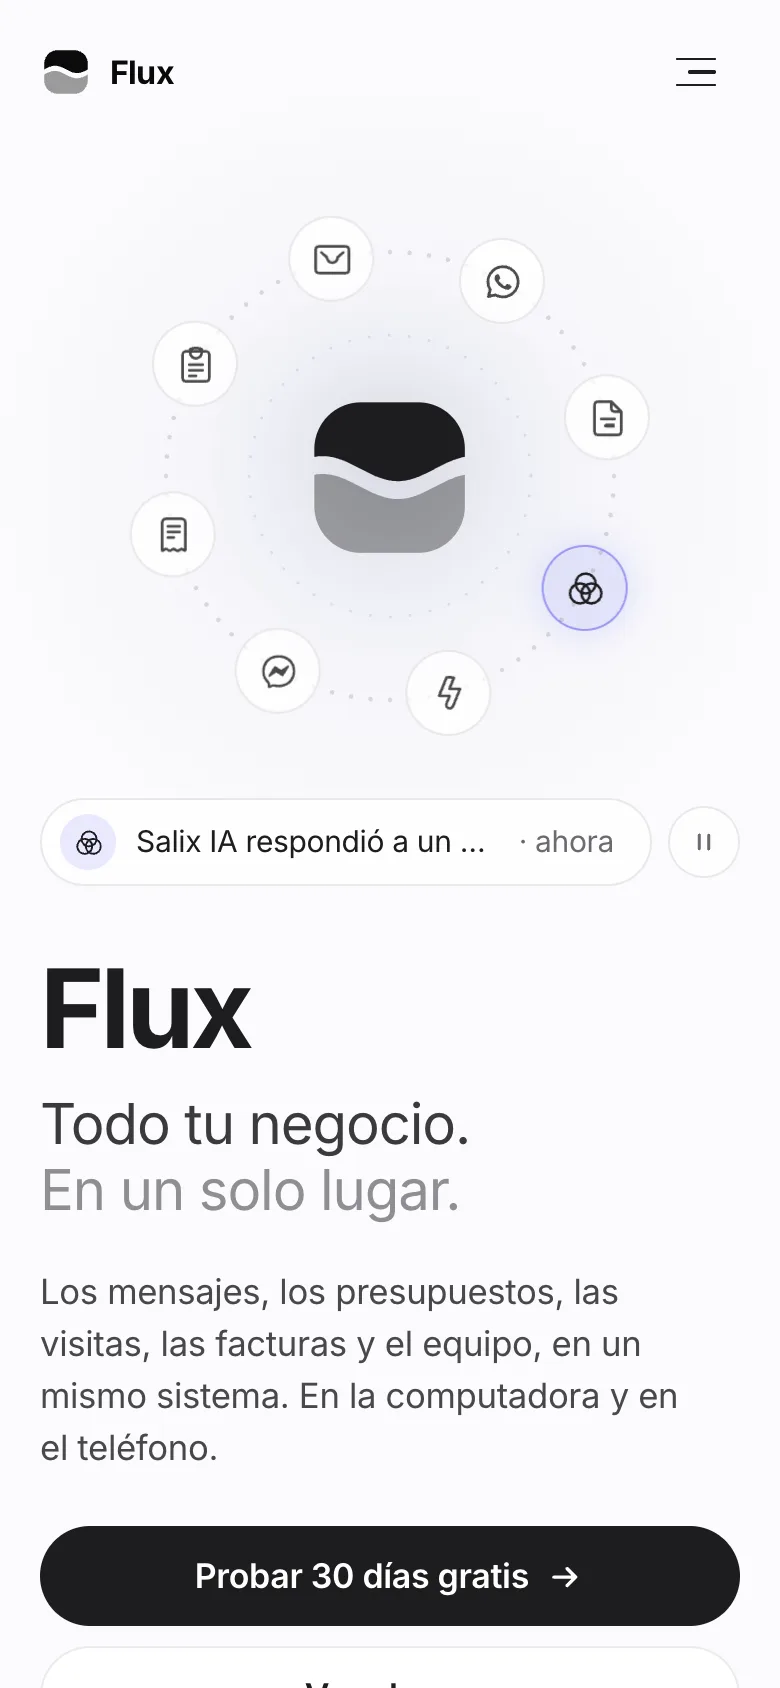 Flux
Salix IA respondió a un ... · ahora
Flux
Todo tu negocio.
En un solo lugar.
Los mensajes, los presupuestos, las
visitas, las facturas y el equipo, en un
mismo sistema. En la computadora y en
el teléfono.
Probar 30 días gratis →